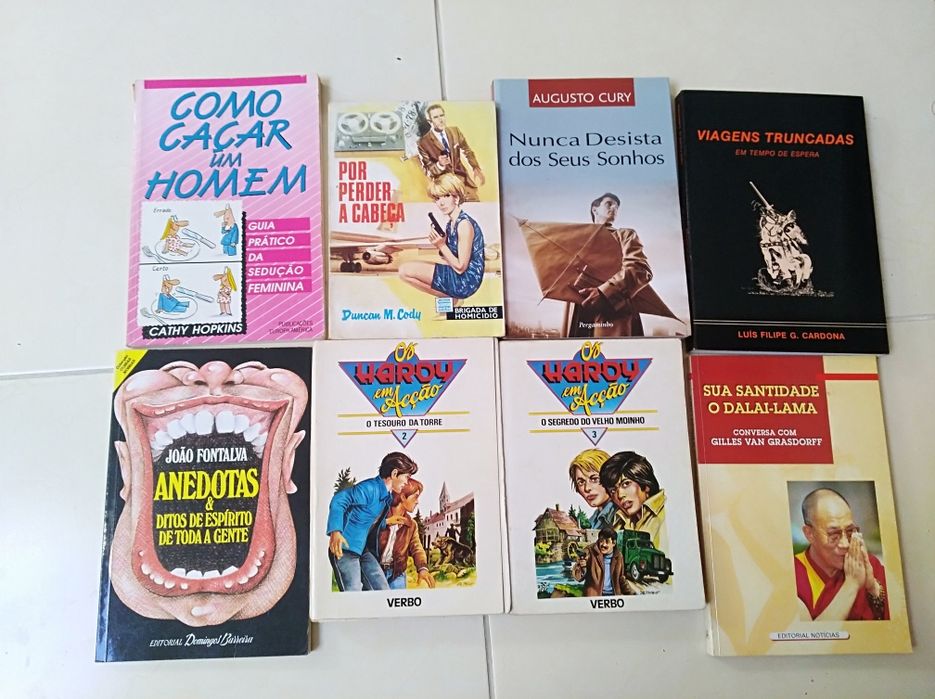 COMO
CAÇAR
UM
HOMEM
Errado
Certo
GUIA
PRÁTICO
DA
SEDUÇÃO
FEMININA
CATHY HOPKINS
PUBLICAÇÕES
EUROPA-AMÉRICA
POR
PERDER
A CABEÇA
Duncan M. Cody
BRIGADA DE
HOMICÍDIO
AUGUSTO CURY
Nunca Desista
dos Seus Sonhos
Pergaminho
VIAGENS TRUNCADAS
EM TEMPO DE ESPERA
LUÍS FILIPE G. CARDONA
JOÃO FONTALVA
ANEDOTAS
&
DITOS DE ESPÍRITO
DE TODA A GENTE
EDITORIAL Domingos Barreira
Os
HARDY
em
Acção
O TESOURO DA TORRE
2
VERBO
Os
HARDY
em
Acção
O SEGREDO DO VELHO MOINHO
3
VERBO
SUA SANTIDADE
O DALAI-LAMA
CONVERSA COM
GILLES VAN GRASDORFF
EDITORIAL NOTÍCIAS